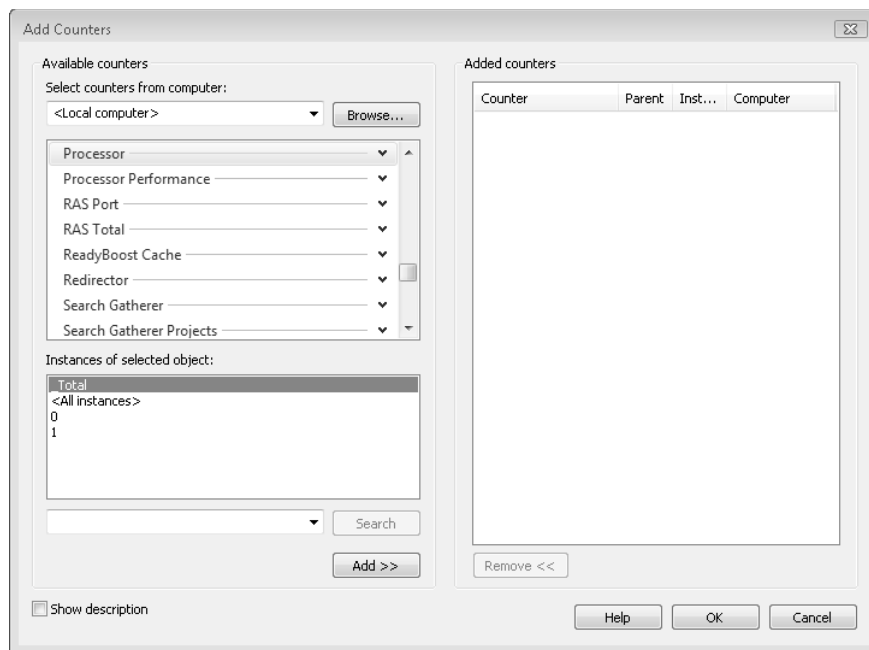 Add Counters
Available counters
Select counters from computer:
<Local computer>
Browse...
Processor
Processor Performance
RAS Port
RAS Total
ReadyBoost Cache
Redirector
Search Gatherer
Search Gatherer Projects
Instances of selected object:
_Total
<All instances>
0
1
Search
Add >>
Show description
Added counters
Counter Parent Inst... Computer
Remove <<
Help OK Cancel